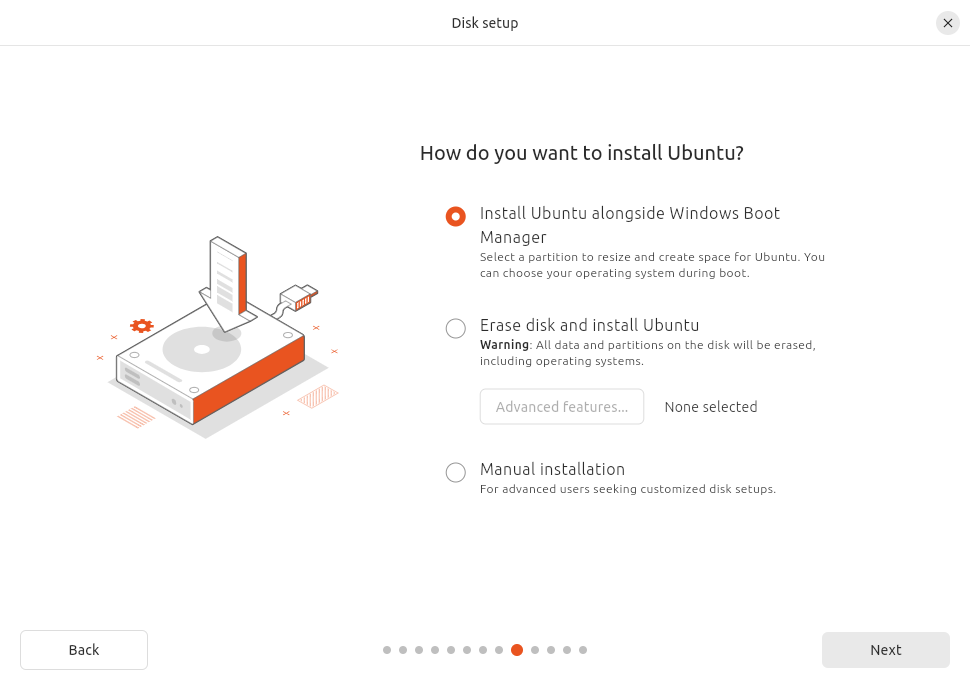 Disk setup
How do you want to install Ubuntu?
Install Ubuntu alongside Windows Boot
Manager
Select a partition to resize and create space for Ubuntu. You
can choose your operating system during boot.
Erase disk and install Ubuntu
Warning: All data and partitions on the disk will be erased,
including operating systems.
Advanced features... None selected
Manual installation
For advanced users seeking customized disk setups.
Back Next